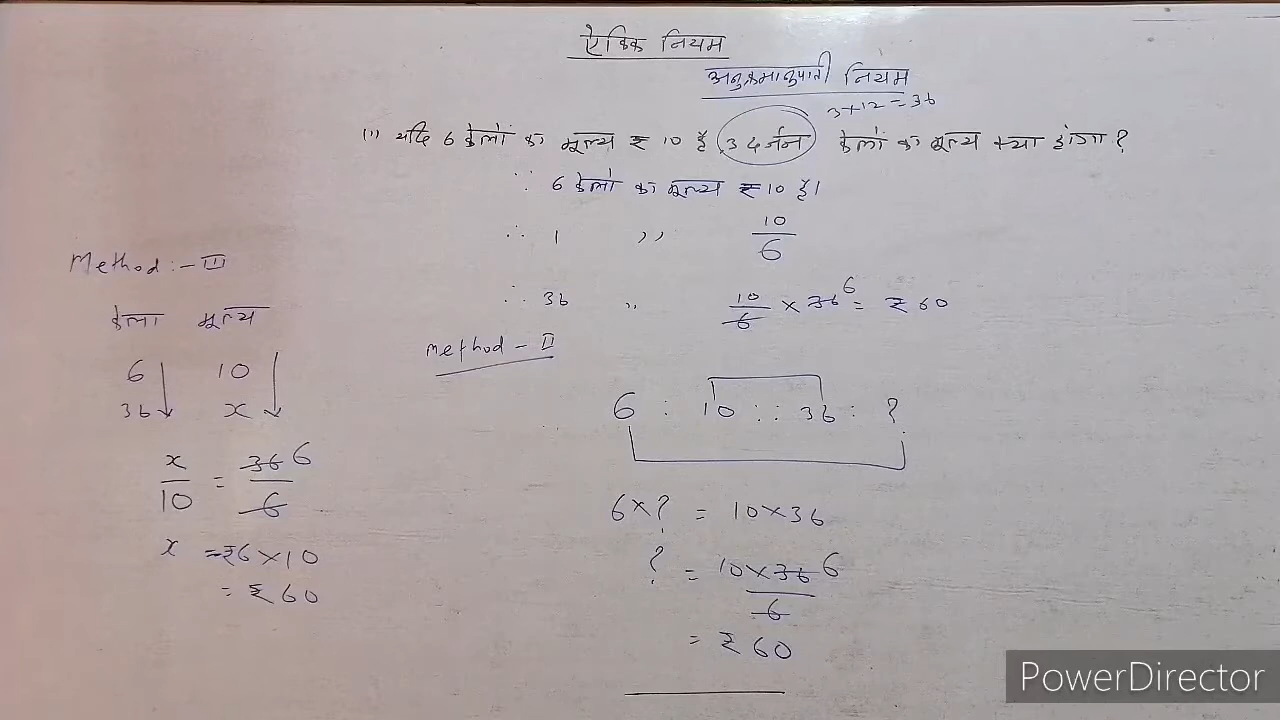 ऐकिक नियम
अनुक्रमानुपाती नियम
3+12 = 36
(1) यदि 6 केलों का मूल्य ₹ 10 है, 3 दर्जन केलों का मूल्य क्या होगा ?
∵ 6 केलों का मूल्य ₹ 10 है।
∴ 1 ,, 10/6
∴ 36 ,, 10/6 × 36 6 = ₹ 60
Method - II
6 : 10 :: 36 : ?
6×? = 10×36
? = 10×36 6 / 6
= ₹ 60
Method :- III
केला मूल्य
6 10
36 x
x/10 = 36 6 / 6
x = ₹6×10
= ₹ 60
PowerDirector